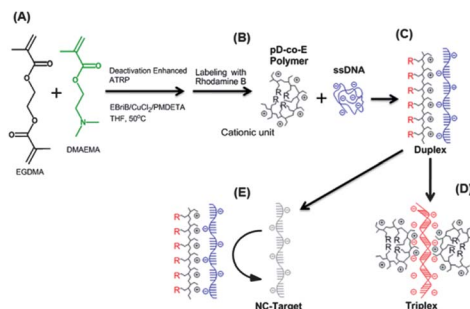 (A)
(B)
(C)
(D)
(E)
EGDMA
+
DMAEMA
Deactivation Enhanced
ATRP
EBriB/CuCl2/PMDETA
THF, 50°C
Labeling with
Rhodamine B
pD-co-E
Polymer
Cationic unit
+
ssDNA
Duplex
NC-Target
Triplex